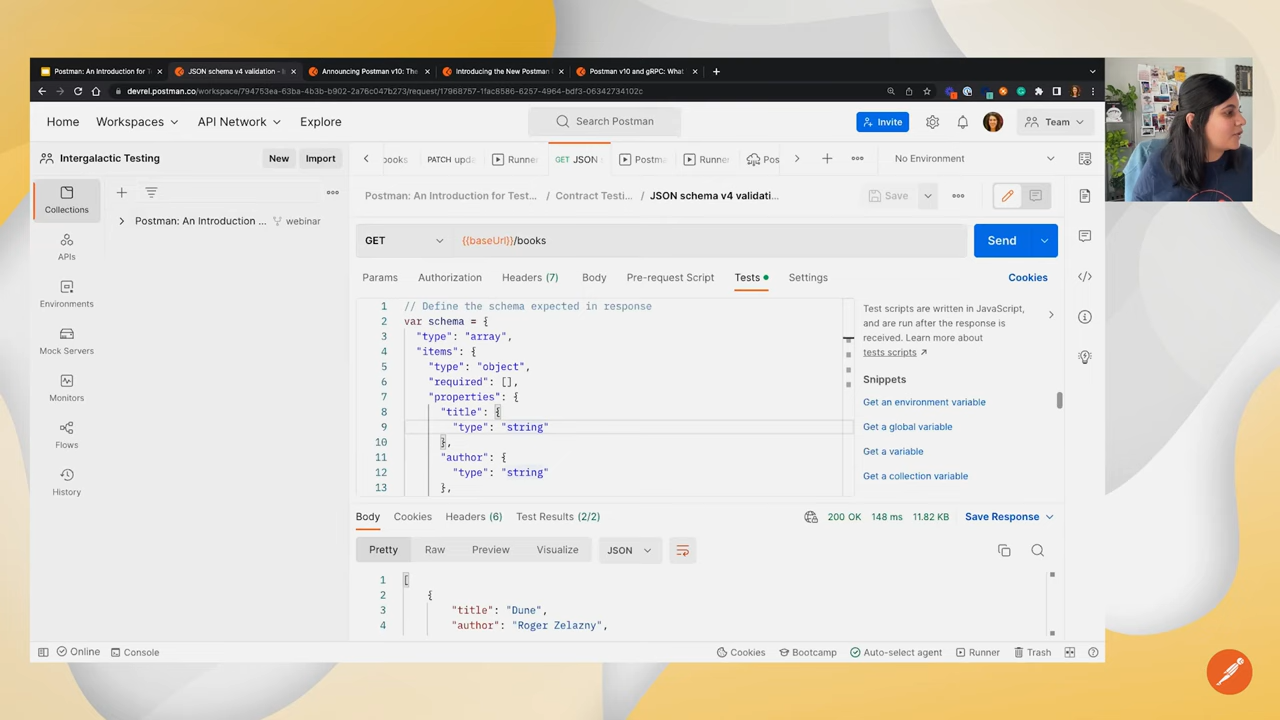 Postman: An Introduction for T...
JSON schema v4 validation - I
Announcing Postman v10: The
Introducing the New Postman
Postman v10 and gRPC: What
devrel.postman.co/workspace/794753ea-63ba-4b3b-b902-2a76c047b273/request/17968757-1fac8586-6257-4964-bdf3-06342734102c
Home
Workspaces
API Network
Explore
Search Postman
Invite
Team
Intergalactic Testing
New
Import
books
PATCH upda
Runner
GET JSON
Postma
Runner
Pos
No Environment
Collections
APIs
Environments
Mock Servers
Monitors
Flows
History
Postman: An Introduction ...
webinar
Postman: An Introduction for Test... / Contract Testi... / JSON schema v4 validati...
Save
GET
{{baseUrl}}/books
Send
Params
Authorization
Headers (7)
Body
Pre-request Script
Tests
Settings
Cookies
1 // Define the schema expected in response
2 var schema = {
3 "type": "array",
4 "items": {
5 "type": "object",
6 "required": [],
7 "properties": {
8 "title": {
9 "type": "string"
10 },
11 "author": {
12 "type": "string"
13 },
Test scripts are written in JavaScript,
and are run after the response is
received. Learn more about
tests scripts
Snippets
Get an environment variable
Get a global variable
Get a variable
Get a collection variable
Body
Cookies
Headers (6)
Test Results (2/2)
200 OK
148 ms
11.82 KB
Save Response
Pretty
Raw
Preview
Visualize
JSON
1 [
2 {
3 "title": "Dune",
4 "author": "Roger Zelazny",
Online
Console
Cookies
Bootcamp
Auto-select agent
Runner
Trash